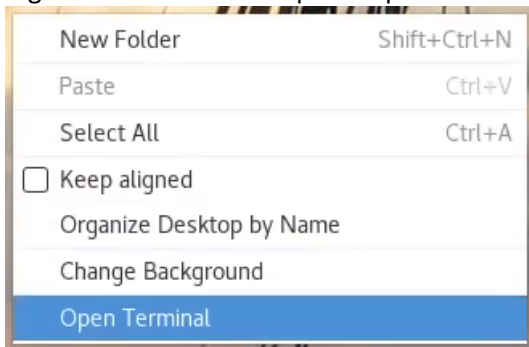 New Folder Shift+Ctrl+N
Paste Ctrl+V
Select All Ctrl+A
Keep aligned
Organize Desktop by Name
Change Background
Open Terminal